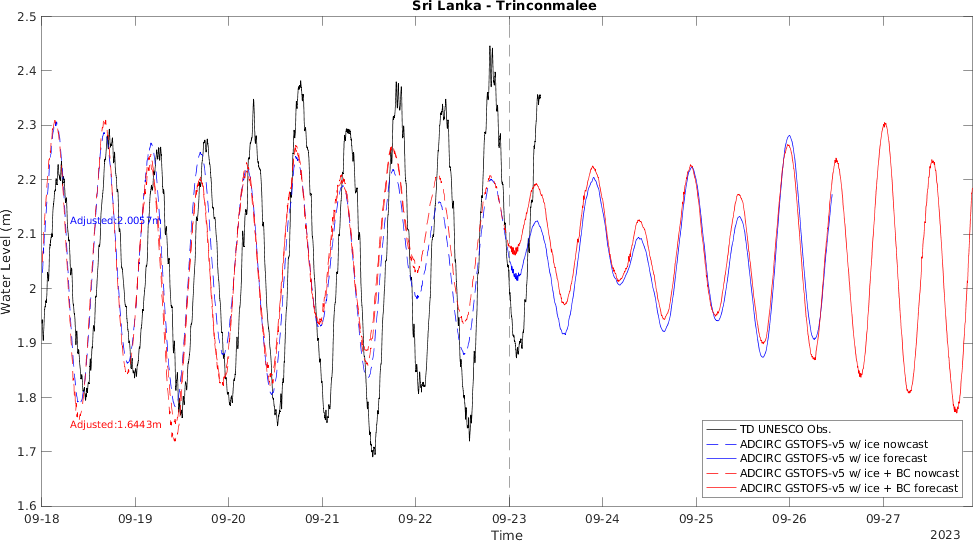 Sri Lanka - Trinconmalee
2.5
2.4
2.3
2.2
2.1
2
1.9
1.8
1.7
1.6
Water Level (m)
Adjusted:2.0057m
Adjusted:1.6443m
TD UNESCO Obs.
ADCIRC GSTOFS-v5 w/ ice nowcast
ADCIRC GSTOFS-v5 w/ ice forecast
ADCIRC GSTOFS-v5 w/ ice + BC nowcast
ADCIRC GSTOFS-v5 w/ ice + BC forecast
09-18 09-19 09-20 09-21 09-22 09-23 09-24 09-25 09-26 09-27
Time
2023